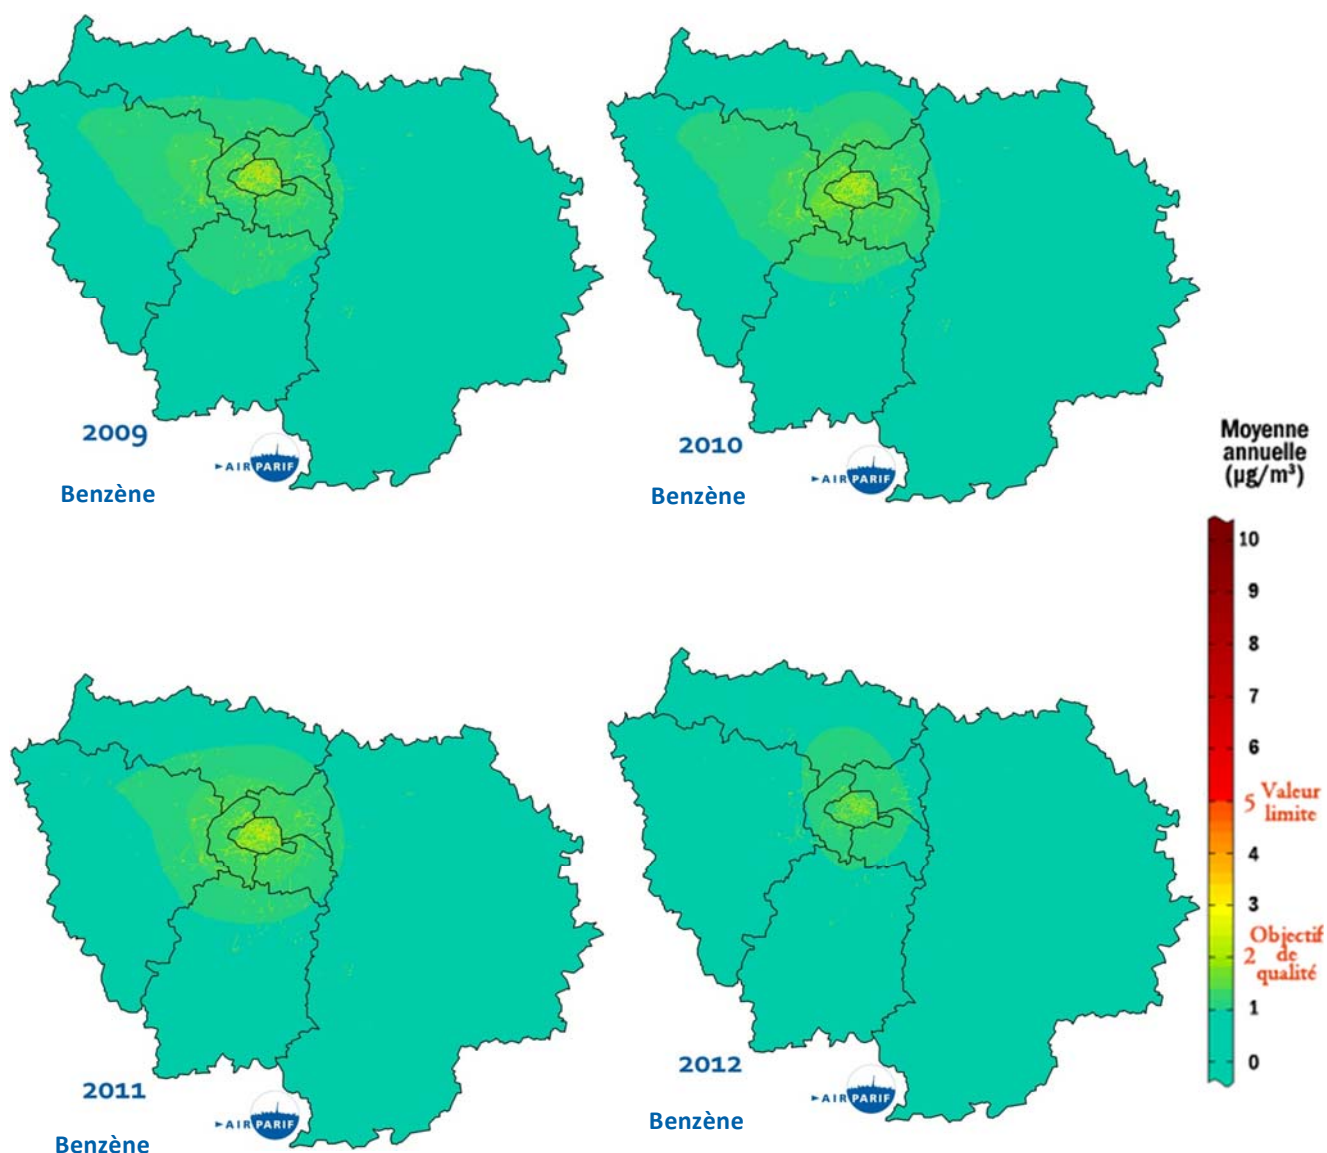 2009
►AIRPARIF
Benzène
2010
►AIRPARIF
Benzène
Moyenne
annuelle
(µg/m³)
10
9
8
7
6
5 Valeur
limite
4
3
Objectif
2 de
qualité
1
0
2011
►AIRPARIF
Benzène
2012
►AIRPARIF
Benzène